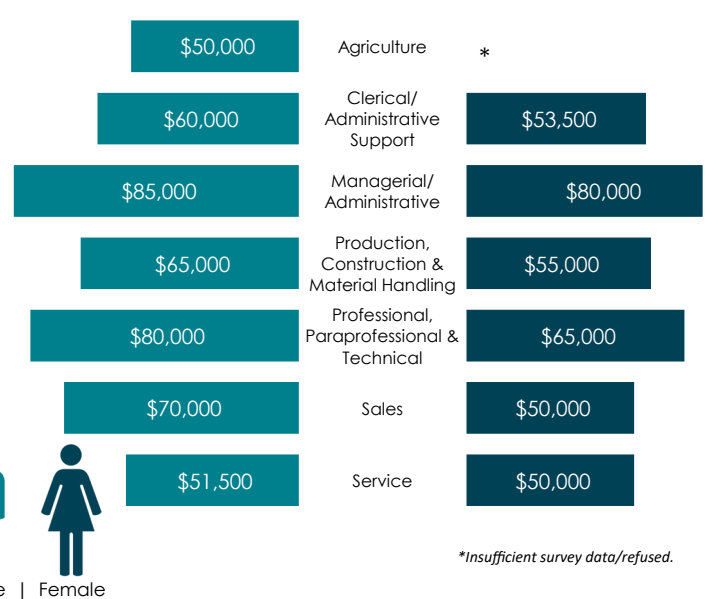 $50,000 Agriculture *
Clerical/
$60,000 Administrative $53,500
Support
Managerial/
$85,000 $80,000
Administrative
Production,
$65,000 Construction & $55,000
Material Handling
Professional,
$80,000 Paraprofessional & $65,000
Technical
$70,000 Sales $50,000
$51,500 Service $50,000
*Insufficient survey data/refused.
e | Female